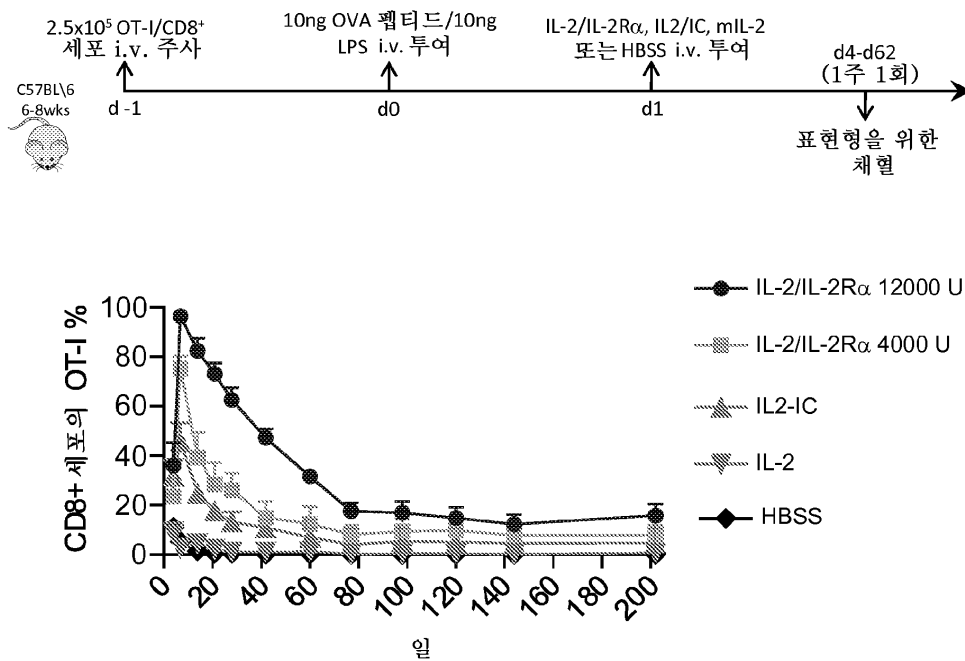 2.5x10⁵ OT-I/CD8⁺
세포 i.v. 주사
10ng OVA 펩티드/10ng
LPS i.v. 투여
IL-2/IL-2Rα, IL2/IC, mIL-2
또는 HBSS i.v. 투여
d4-d62
(1주 1회)
C57BL\6
6-8wks
d -1
d0
d1
표현형을 위한
채혈
CD8+ 세포의 OT-I %
100
80
60
40
20
0
0 20 40 60 80 100 120 140 160 180 200
일
IL-2/IL-2Rα 12000 U
IL-2/IL-2Rα 4000 U
IL2-IC
IL-2
HBSS